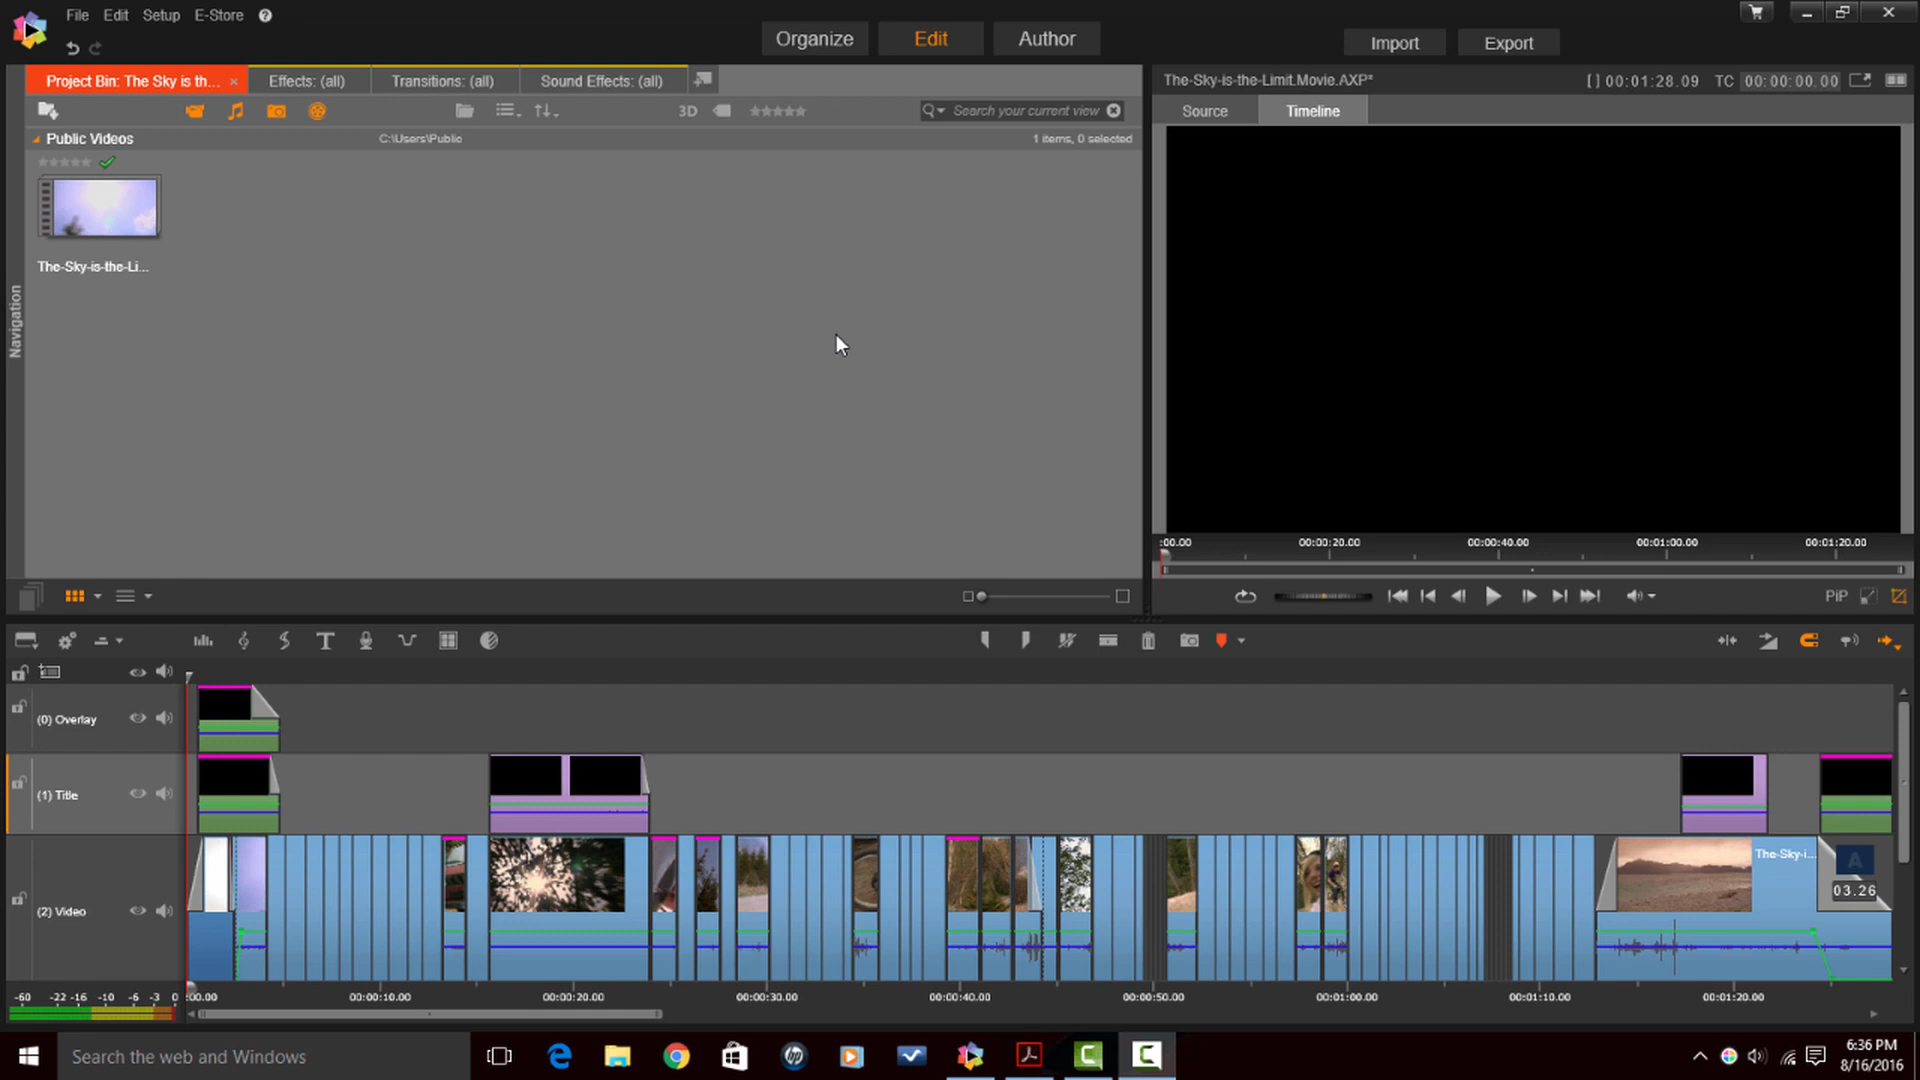 File Edit Setup E-Store ?
Organize Edit Author Import Export
Project Bin: The Sky is th... × Effects: (all) Transitions: (all) Sound Effects: (all)
The-Sky-is-the-Limit.Movie.AXP* [ ] 00:01:28.09 TC 00:00:00.00
3D Search your current view
Source Timeline
Public Videos C:\Users\Public 1 items, 0 selected
The-Sky-is-the-Li...
Navigation
:00.00 00:00:20.00 00:00:40.00 00:01:00.00 00:01:20.00
PiP
(0) Overlay
(1) Title
The-Sky-i... A
03.26
(2) Video
-60 -22 -16 -10 -6 -3 0 :00.00 00:00:10.00 00:00:20.00 00:00:30.00 00:00:40.00 00:00:50.00 00:01:00.00 00:01:10.00 00:01:20.00
Search the web and Windows
6:36 PM
8/16/2016